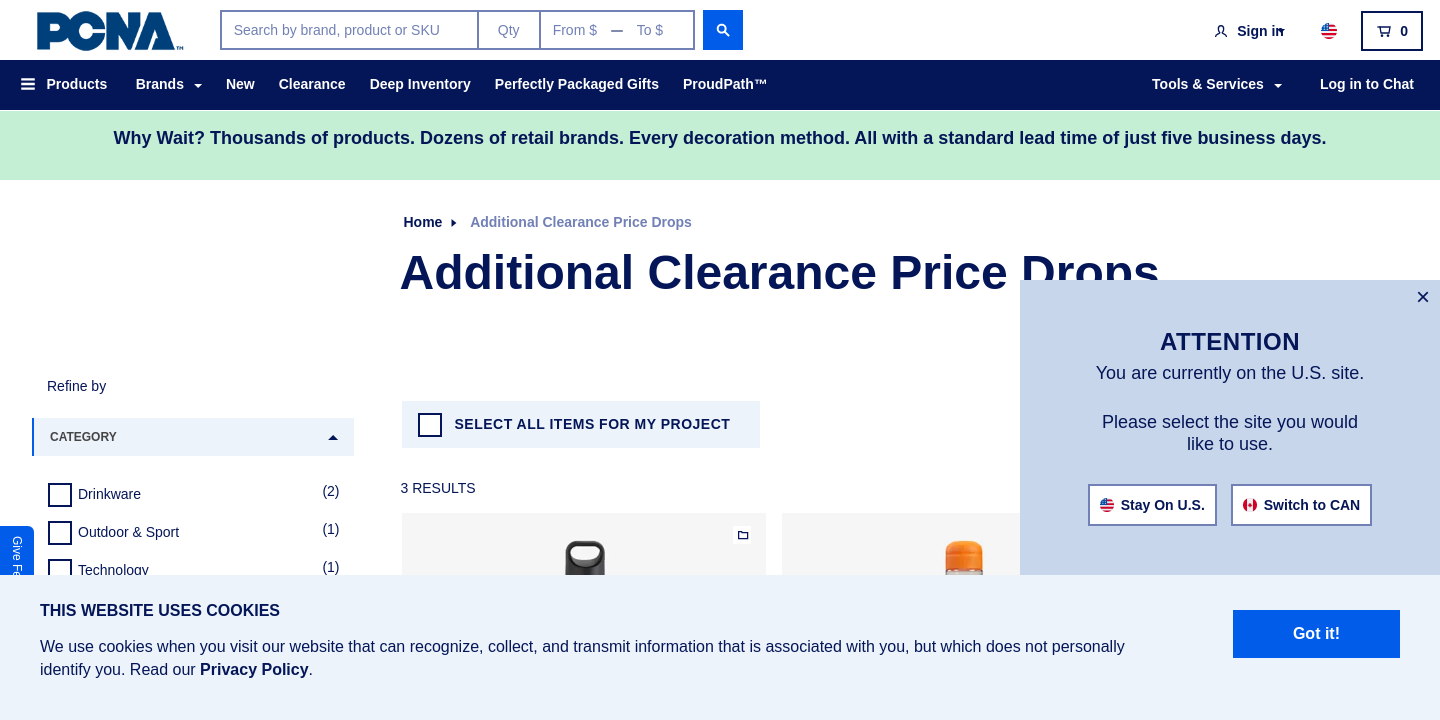 PCNA™
Search by brand, product or SKU
Qty
From $ — To $
Sign in
0
Products
Brands
New
Clearance
Deep Inventory
Perfectly Packaged Gifts
ProudPath™
Tools & Services
Log in to Chat
Why Wait? Thousands of products. Dozens of retail brands. Every decoration method. All with a standard lead time of just five business days.
Home
Additional Clearance Price Drops
Additional Clearance Price Drops
×
ATTENTION
You are currently on the U.S. site.
Please select the site you would
like to use.
Stay On U.S.
Switch to CAN
Refine by
CATEGORY
Drinkware (2)
Outdoor & Sport (1)
Technology (1)
SELECT ALL ITEMS FOR MY PROJECT
3 RESULTS
Give
THIS WEBSITE USES COOKIES
We use cookies when you visit our website that can recognize, collect, and transmit information that is associated with you, but which does not personally
identify you. Read our Privacy Policy.
Got it!